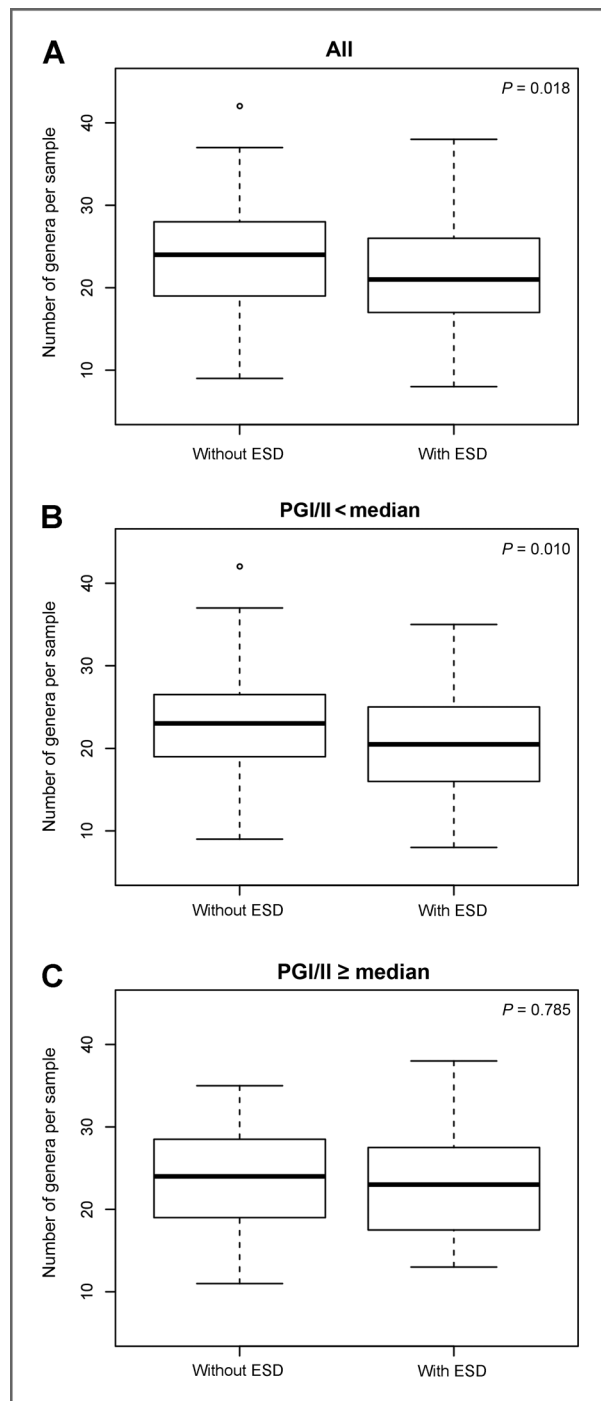 A
All
P = 0.018
Number of genera per sample
40
30
20
10
Without ESD
With ESD
B
PGI/II < median
P = 0.010
Number of genera per sample
40
30
20
10
Without ESD
With ESD
C
PGI/II ≥ median
P = 0.785
Number of genera per sample
40
30
20
10
Without ESD
With ESD